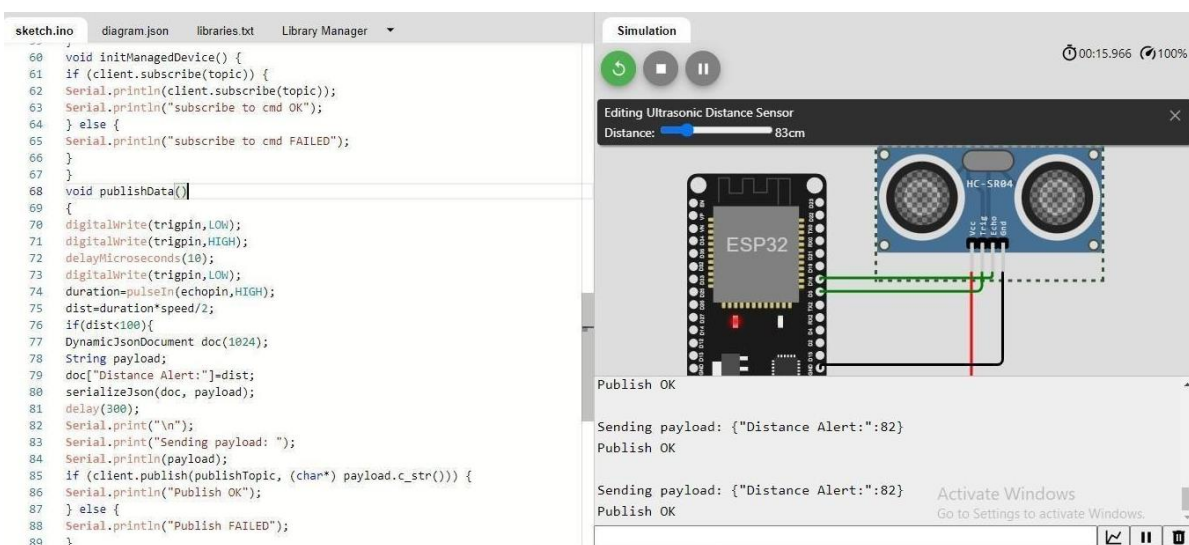 sketch.ino diagram.json libraries.txt Library Manager
60 void initManagedDevice() {
61 if (client.subscribe(topic)) {
62 Serial.println(client.subscribe(topic));
63 Serial.println("subscribe to cmd OK");
64 } else {
65 Serial.println("subscribe to cmd FAILED");
66 }
67 }
68 void publishData()
69 {
70 digitalWrite(trigpin,LOW);
71 digitalWrite(trigpin,HIGH);
72 delayMicroseconds(10);
73 digitalWrite(trigpin,LOW);
74 duration=pulseIn(echopin,HIGH);
75 dist=duration*speed/2;
76 if(dist<100){
77 DynamicJsonDocument doc(1024);
78 String payload;
79 doc["Distance Alert:"]=dist;
80 serializeJson(doc, payload);
81 delay(300);
82 Serial.print("\n");
83 Serial.print("Sending payload: ");
84 Serial.println(payload);
85 if (client.publish(publishTopic, (char*) payload.c_str())) {
86 Serial.println("Publish OK");
87 } else {
88 Serial.println("Publish FAILED");
89 }
Simulation
00:15.966 100%
Editing Ultrasonic Distance Sensor
Distance: 83cm
HC-SR04
Vcc
Trig
Echo
Gnd
ESP32
Publish OK
Sending payload: {"Distance Alert:":82}
Publish OK
Sending payload: {"Distance Alert:":82}
Publish OK
Activate Windows
Go to Settings to activate Windows.